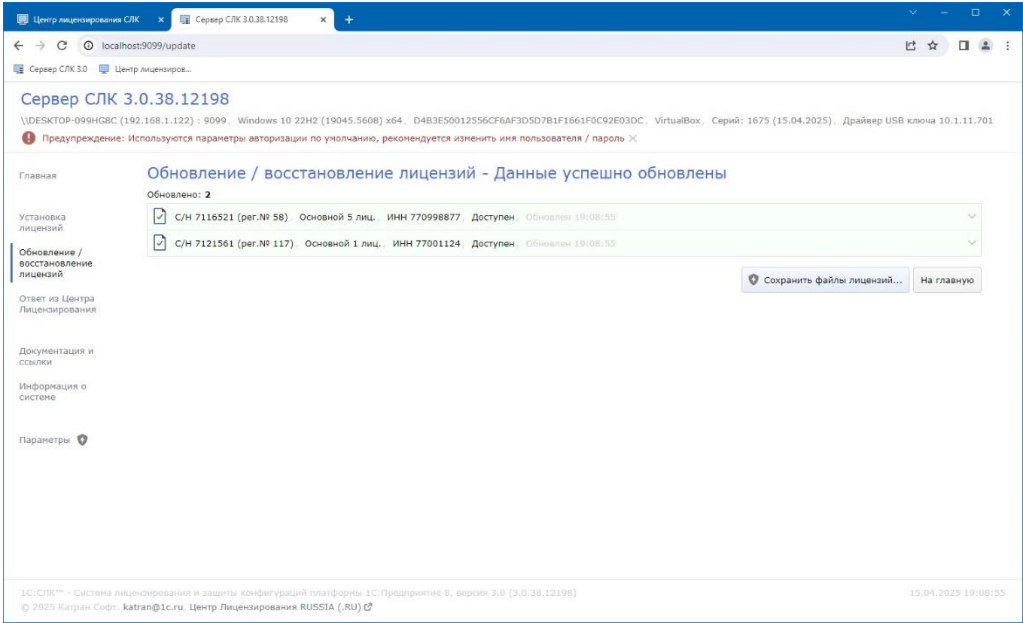 Центр лицензирования СЛК
Сервер СЛК 3.0.38.12198
localhost:9099/update
Сервер СЛК 3.0
Центр лицензиров...
Сервер СЛК 3.0.38.12198
\\DESKTOP-099HG8C (192.168.1.122) : 9099, Windows 10 22H2 (19045.5608) x64, D4B3E50012556CF6AF3D5D7B1F1661F0C92E03DC, VirtualBox, Серий: 1675 (15.04.2025), Драйвер USB ключа 10.1.11.701
Предупреждение: Используются параметры авторизации по умолчанию, рекомендуется изменить имя пользователя / пароль
Главная
Установка
лицензий
Обновление /
восстановление
лицензий
Ответ из Центра
Лицензирования
Документация и
ссылки
Информация о
системе
Параметры
Обновление / восстановление лицензий - Данные успешно обновлены
Обновлено: 2
С/Н 7116521 (рег.№ 58), Основной 5 лиц., ИНН 770998877, Доступен, Обновлен 19:08:55
С/Н 7121561 (рег.№ 117), Основной 1 лиц., ИНН 77001124, Доступен, Обновлен 19:08:55
Сохранить файлы лицензий...
На главную
1С:СЛК™ - Система лицензирования и защиты конфигураций платформы 1С:Предприятие 8, версия 3.0 (3.0.38.12198)
15.04.2025 19:08:55
© 2025 Катран Софт, katran@1c.ru, Центр Лицензирования RUSSIA (.RU)